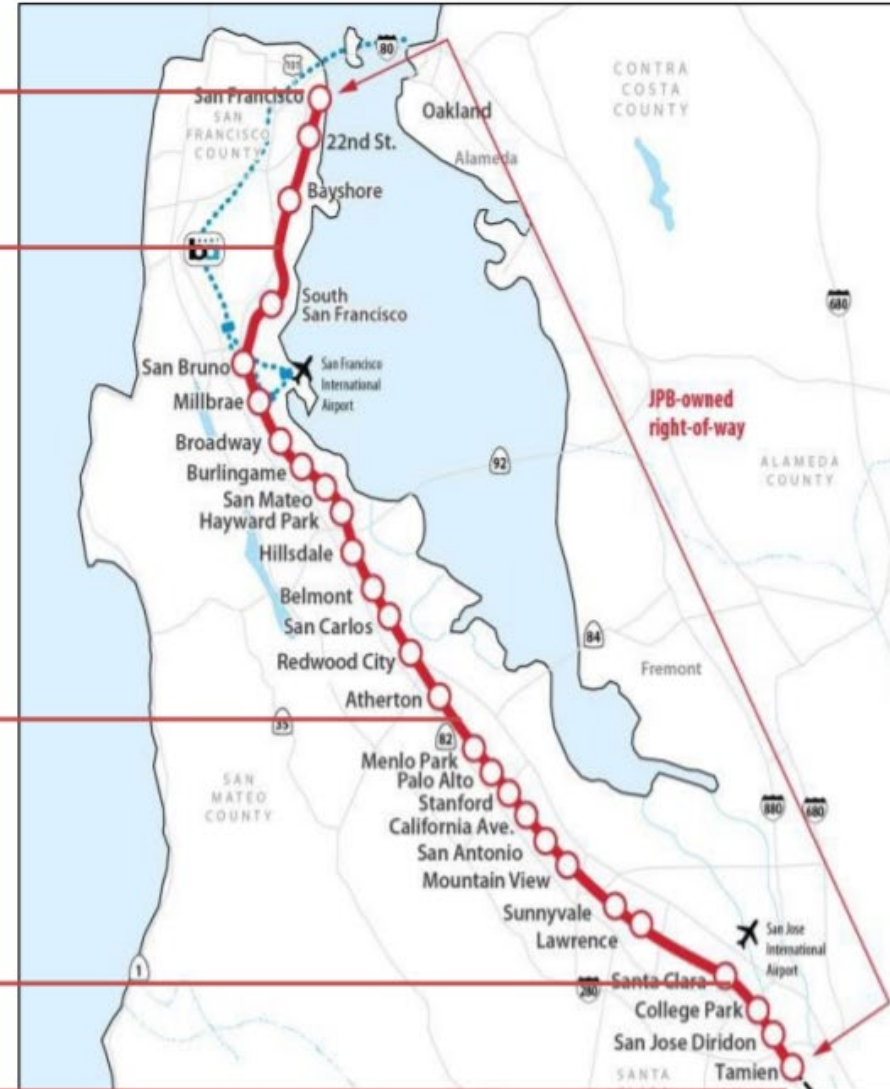 80
101
CONTRA
COSTA
COUNTY
San Francisco
SAN
FRANCISCO
COUNTY
Oakland
22nd St.
Alameda
Bayshore
ba
680
South
San Francisco
San Bruno
San Francisco
International
Airport
Millbrae
JPB-owned
right-of-way
Broadway
92
ALAMEDA
COUNTY
Burlingame
San Mateo
Hayward Park
Hillsdale
Belmont
San Carlos
84
Redwood City
Fremont
Atherton
35
82
Menlo Park
Palo Alto
SAN
MATEO
COUNTY
Stanford
880
680
California Ave.
San Antonio
Mountain View
Sunnyvale
Lawrence
San Jose
International
Airport
1
280
Santa Clara
College Park
San Jose Diridon
Tamien
SANTA